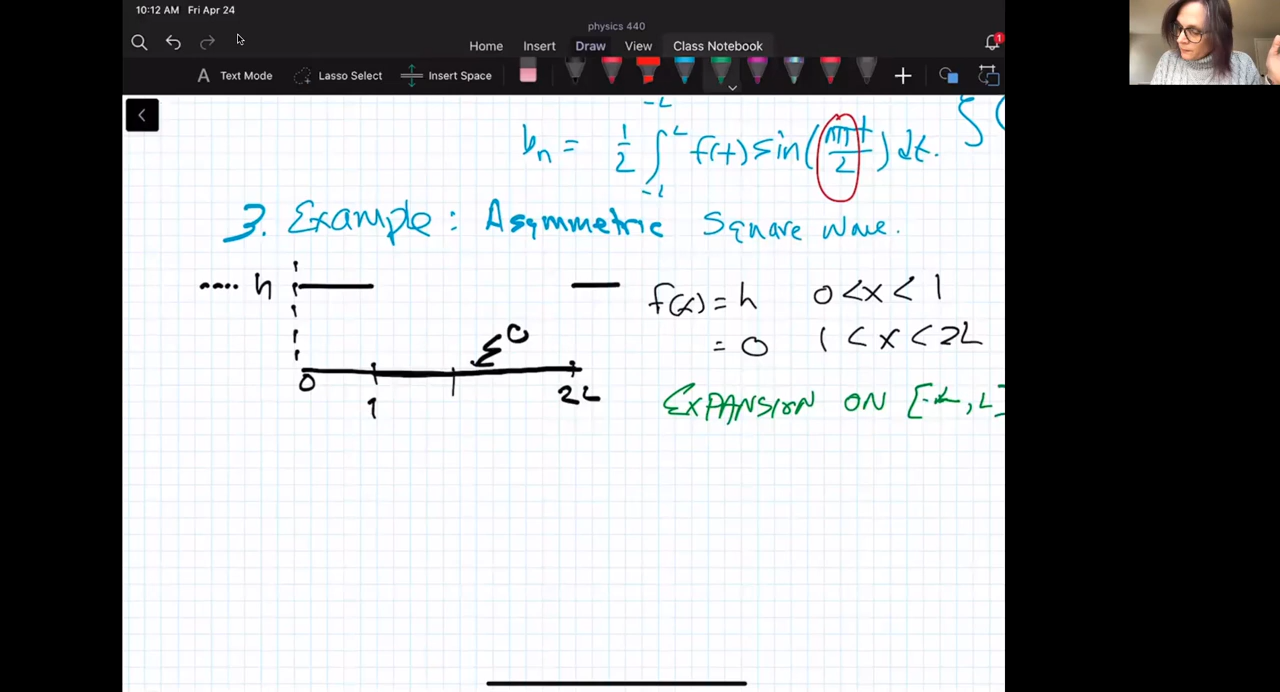 10:12 AM Fri Apr 24
physics 440
Home Insert Draw View Class Notebook
1
Text Mode Lasso Select Insert Space
-L
bn = 1/2 ∫_-L^L f(t) sin(nπt/2) dt.
3. Example: Asymmetric Square Wave.
.... h
f(x) = h 0<x<1
= 0 1<x<2L
0
0
1
2L
EXPANSION ON [-L, L]